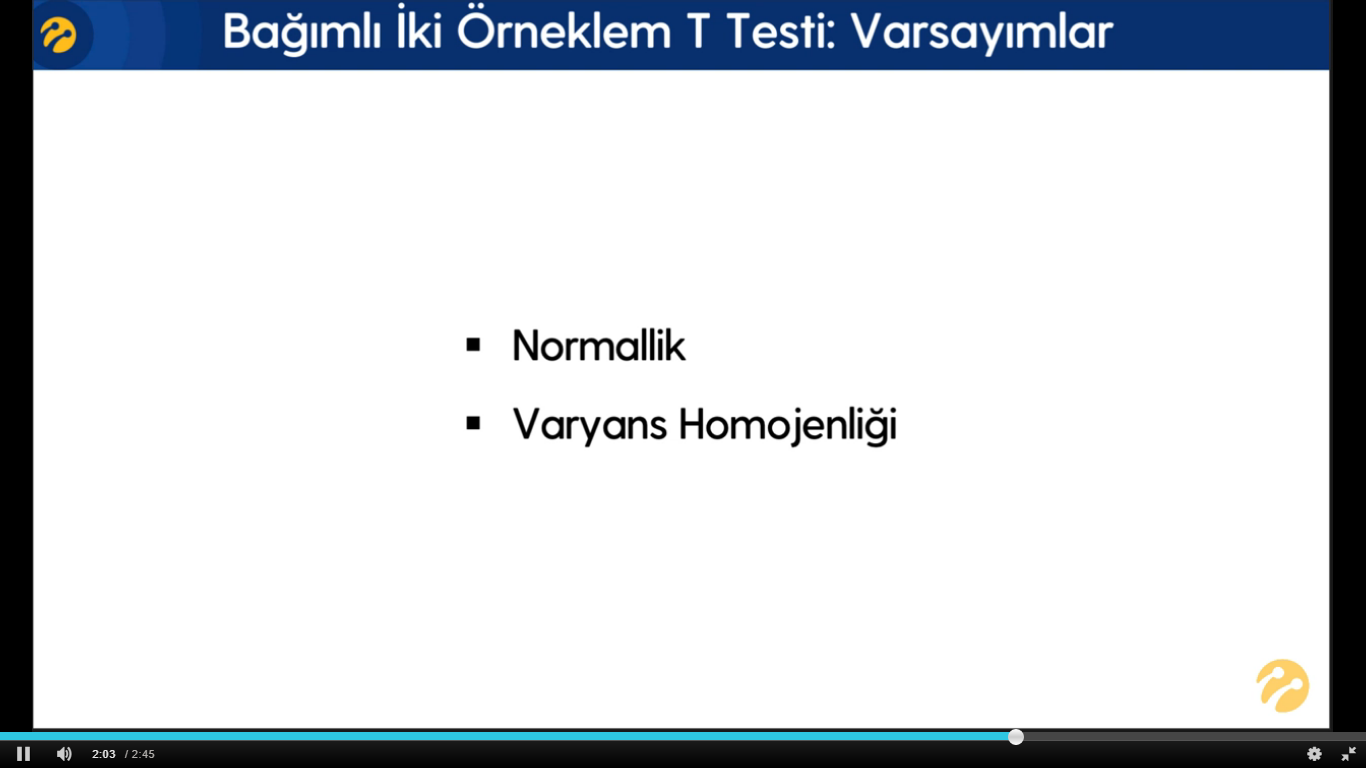 Bağımlı İki Örneklem T Testi: Varsayımlar
▪ Normallik
▪ Varyans Homojenliği
2:03 / 2:45